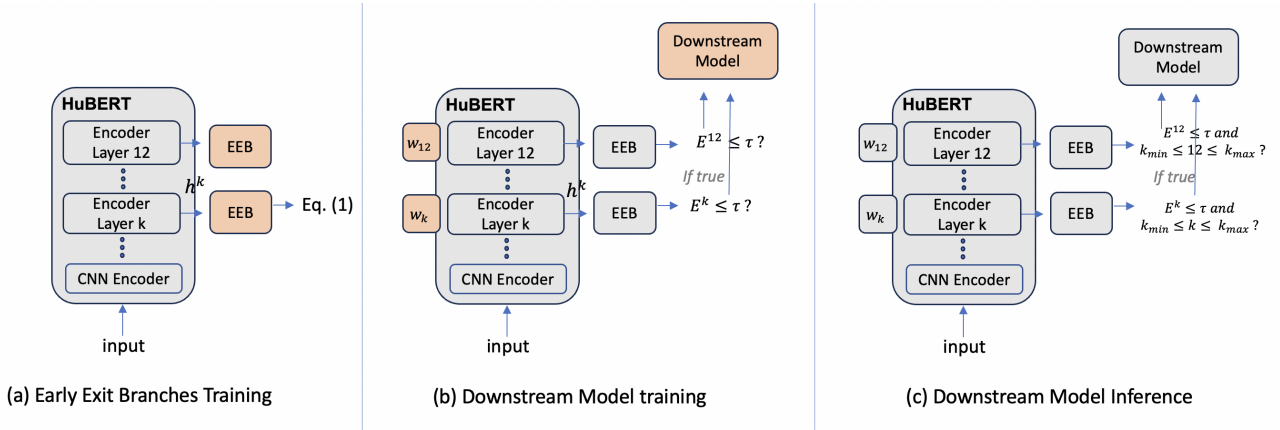 HuBERT
Encoder
Layer 12
EEB
h^k
Encoder
Layer k
EEB
Eq. (1)
CNN Encoder
input
(a) Early Exit Branches Training
Downstream
Model
HuBERT
w_12
Encoder
Layer 12
EEB
E^12 ≤ τ ?
If true
h^k
w_k
Encoder
Layer k
EEB
E^k ≤ τ ?
CNN Encoder
input
(b) Downstream Model training
Downstream
Model
HuBERT
w_12
Encoder
Layer 12
EEB
E^12 ≤ τ and
k_min ≤ 12 ≤ k_max ?
If true
w_k
Encoder
Layer k
EEB
E^k ≤ τ and
k_min ≤ k ≤ k_max ?
CNN Encoder
input
(c) Downstream Model Inference